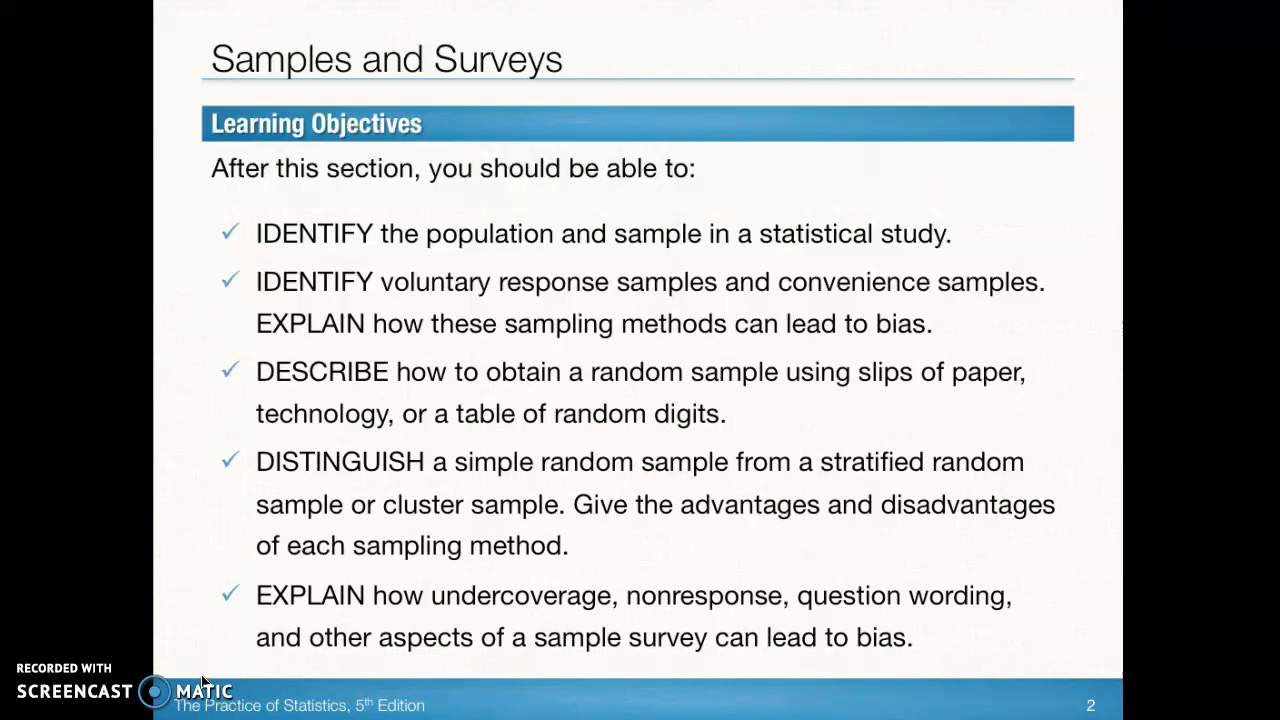 Samples and Surveys
Learning Objectives
After this section, you should be able to:
✓ IDENTIFY the population and sample in a statistical study.
✓ IDENTIFY voluntary response samples and convenience samples.
EXPLAIN how these sampling methods can lead to bias.
✓ DESCRIBE how to obtain a random sample using slips of paper,
technology, or a table of random digits.
✓ DISTINGUISH a simple random sample from a stratified random
sample or cluster sample. Give the advantages and disadvantages
of each sampling method.
✓ EXPLAIN how undercoverage, nonresponse, question wording,
and other aspects of a sample survey can lead to bias.
RECORDED WITH
SCREENCAST MATIC
The Practice of Statistics, 5th Edition
2